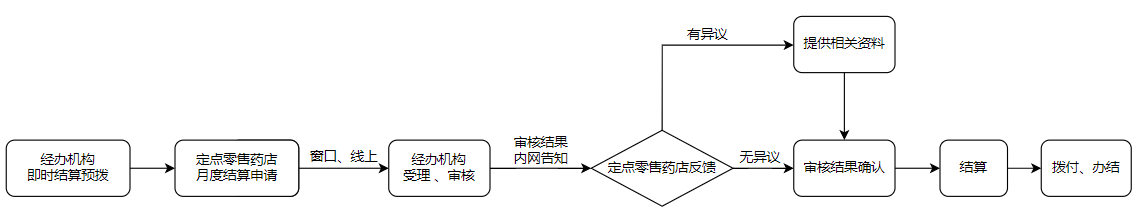 经办机构
即时结算预拨
定点零售药店
月度结算申请
窗口、线上
经办机构
受理 、审核
审核结果
内网告知
定点零售药店反馈
有异议
提供相关资料
无异议
审核结果确认
结算
拨付、办结